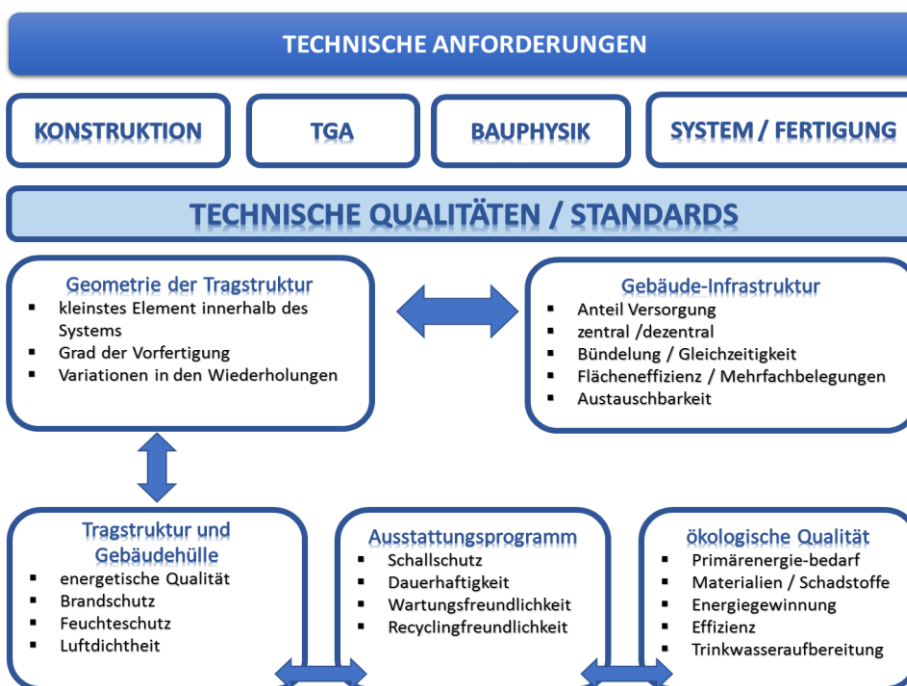 TECHNISCHE ANFORDERUNGEN
KONSTRUKTION
TGA
BAUPHYSIK
SYSTEM / FERTIGUNG
TECHNISCHE QUALITÄTEN / STANDARDS
Geometrie der Tragstruktur
▪ kleinstes Element innerhalb des
Systems
▪ Grad der Vorfertigung
▪ Variationen in den Wiederholungen
Gebäude-Infrastruktur
▪ Anteil Versorgung
▪ zentral /dezentral
▪ Bündelung / Gleichzeitigkeit
▪ Flächeneffizienz / Mehrfachbelegungen
▪ Austauschbarkeit
Tragstruktur und
Gebäudehülle
▪ energetische Qualität
▪ Brandschutz
▪ Feuchteschutz
▪ Luftdichtheit
Ausstattungsprogramm
▪ Schallschutz
▪ Dauerhaftigkeit
▪ Wartungsfreundlichkeit
▪ Recyclingfreundlichkeit
ökologische Qualität
▪ Primärenergie-bedarf
▪ Materialien / Schadstoffe
▪ Energiegewinnung
▪ Effizienz
▪ Trinkwasseraufbereitung